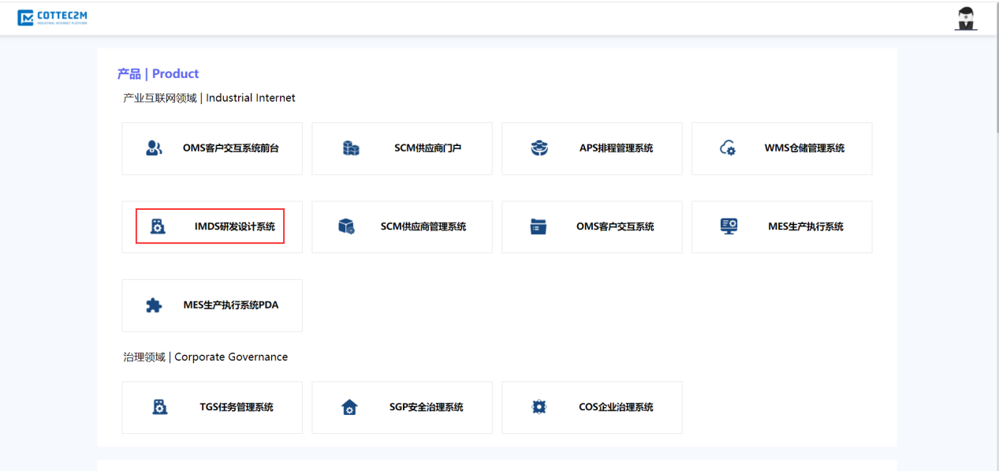 COTTEC2M
INDUSTRIAL INTERNET PLATFORM
产品 | Product
产业互联网领域 | Industrial Internet
OMS客户交互系统前台
SCM供应商门户
APS排程管理系统
WMS仓储管理系统
IMDS研发设计系统
SCM供应商管理系统
OMS客户交互系统
MES生产执行系统
MES生产执行系统PDA
治理领域 | Corporate Governance
TGS任务管理系统
SGP安全治理系统
COS企业治理系统